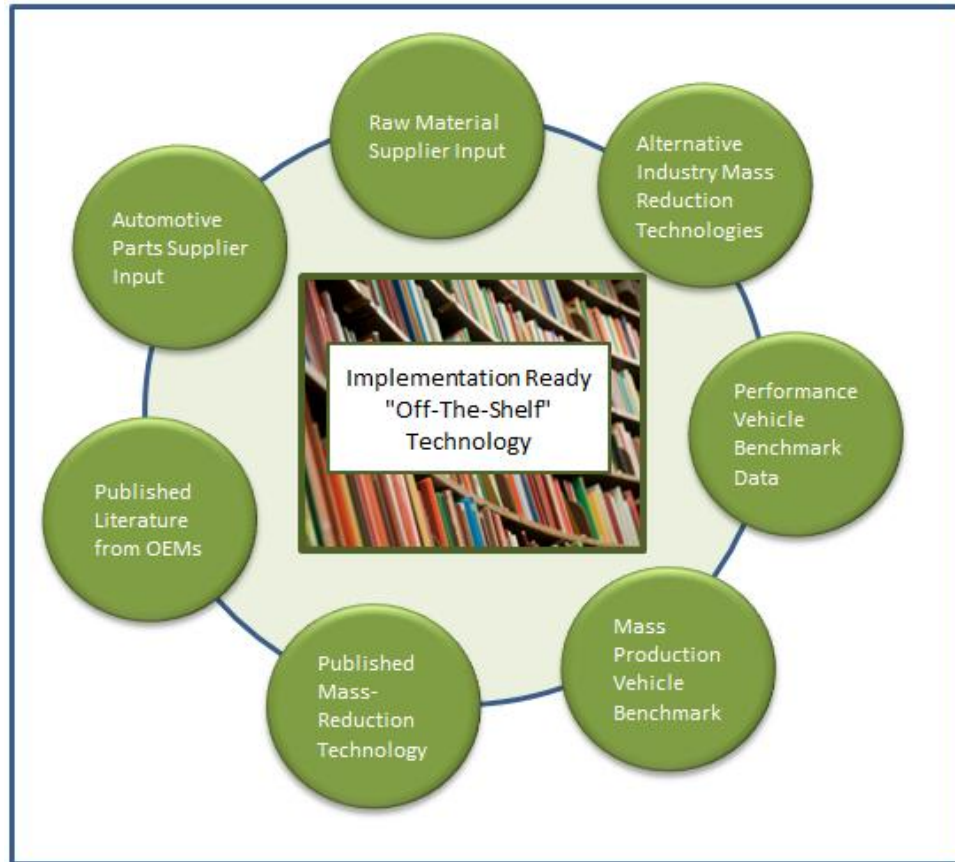 Raw Material
Supplier Input
Alternative
Industry Mass
Reduction
Technologies
Automotive
Parts Supplier
Input
Implementation Ready
"Off-The-Shelf"
Technology
Performance
Vehicle
Benchmark
Data
Published
Literature
from OEMs
Mass
Production
Vehicle
Benchmark
Published
Mass-
Reduction
Technology